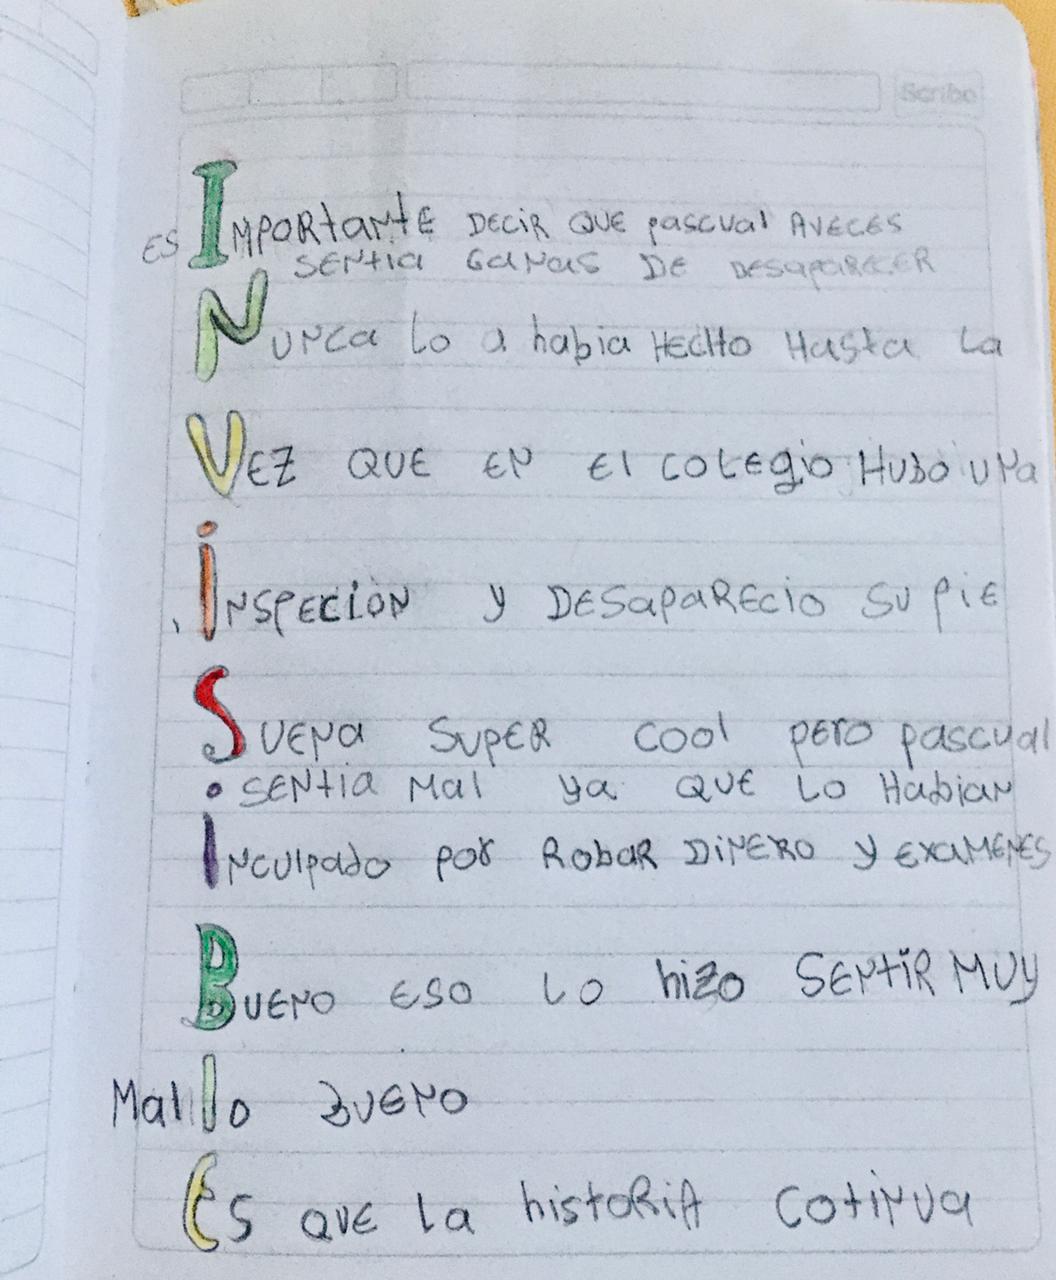 Scribe
ES IMPORtaNtE DECiR QUE pascual AVECES
SENtia GaNas DE DESapaRECER
NUNca lo a habia HECHO Hasta La
VEZ QUE EN El colegio HUbo UNa
iNSPECiON y DESapaREcio SU PiE
SUENa SUPER cool pero pascual
SENtia Mal ya QUE Lo HabiaN
INculpado por RobaR DiNERO y EXaMENES
BUENO ESO LO hizo SENtiR MUY
Mal lo BUENO
ES QUE La histoRiA CotiNUa